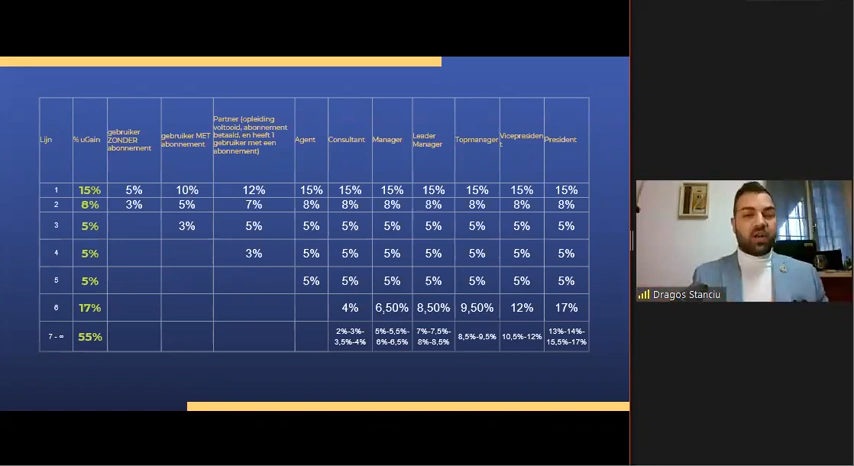 Lijn % uGain gebruiker ZONDER abonnement gebruiker MET abonnement Partner (opleiding voltooid, abonnement betaald, en heeft 1 gebruiker met een abonnement) Agent Consultant Manager Leader Manager Topmanager Vicepresident President
1 15% 5% 10% 12% 15% 15% 15% 15% 15% 15% 15%
2 8% 3% 5% 7% 8% 8% 8% 8% 8% 8% 8%
3 5% 3% 5% 5% 5% 5% 5% 5% 5% 5%
4 5% 3% 5% 5% 5% 5% 5% 5% 5%
5 5% 5% 5% 5% 5% 5% 5% 5%
6 17% 4% 6,50% 8,50% 9,50% 12% 17%
7 - ∞ 55% 2%-3%-3,5%-4% 5%-5,5%-6%-6,5% 7%-7,5%-8%-8,5% 8,5%-9,5% 10,5%-12% 13%-14%-15,5%-17%
Dragos Stanciu